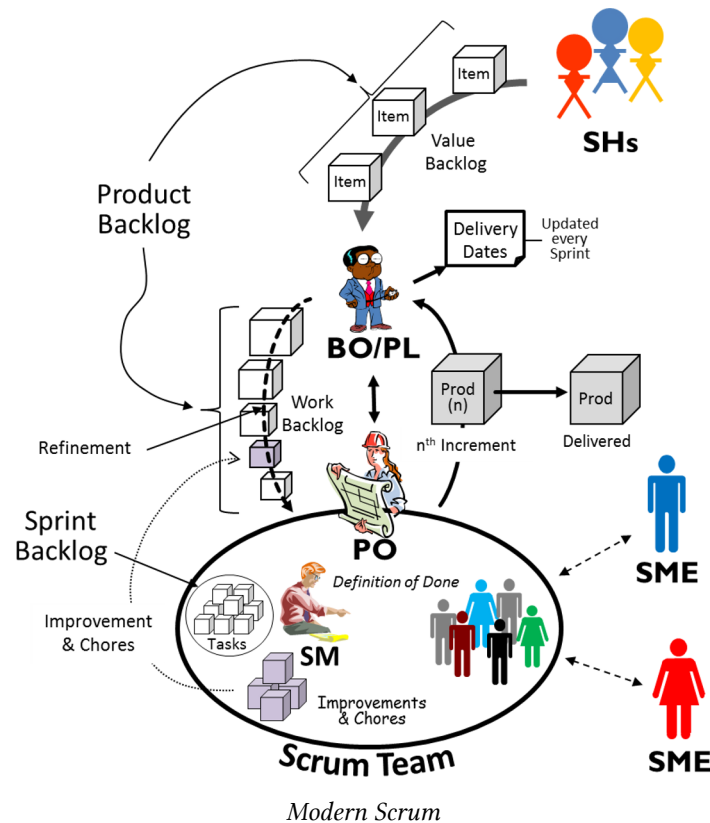 SHs
Item
Item
Item
Value
Backlog
Product
Backlog
Delivery
Dates
Updated
every
Sprint
BO/PL
Work
Backlog
Refinement
Prod
(n)
nth Increment
Prod
Delivered
Sprint
Backlog
PO
Definition of Done
SME
Improvement
& Chores
Tasks
SM
Improvements
& Chores
SME
Scrum Team
Modern Scrum